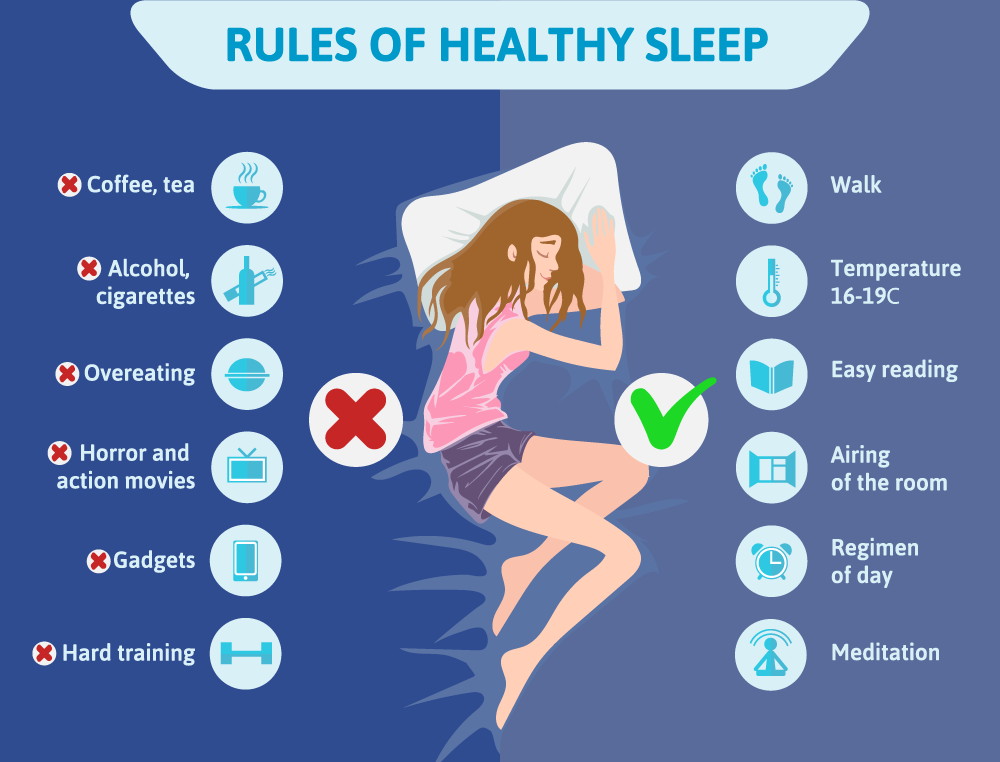 RULES OF HEALTHY SLEEP
Coffee, tea
Alcohol,
cigarettes
Overeating
Horror and
action movies
Gadgets
Hard training
Walk
Temperature
16-19C
Easy reading
Airing
of the room
Regimen
of day
Meditation